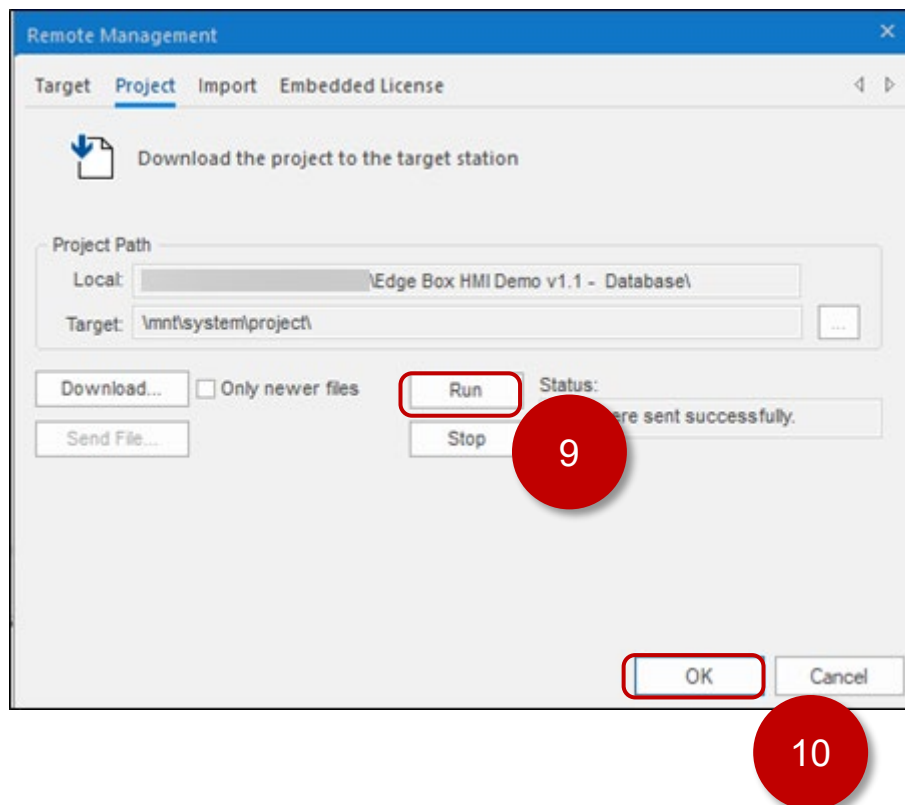 Remote Management
Target Project Import Embedded License
Download the project to the target station
Project Path
Local: \Edge Box HMI Demo v1.1 - Database\
Target: \mnt\system\project\ ...
Download... Only newer files Run Status:
sent successfully.
Send File... Stop
9
OK Cancel
10